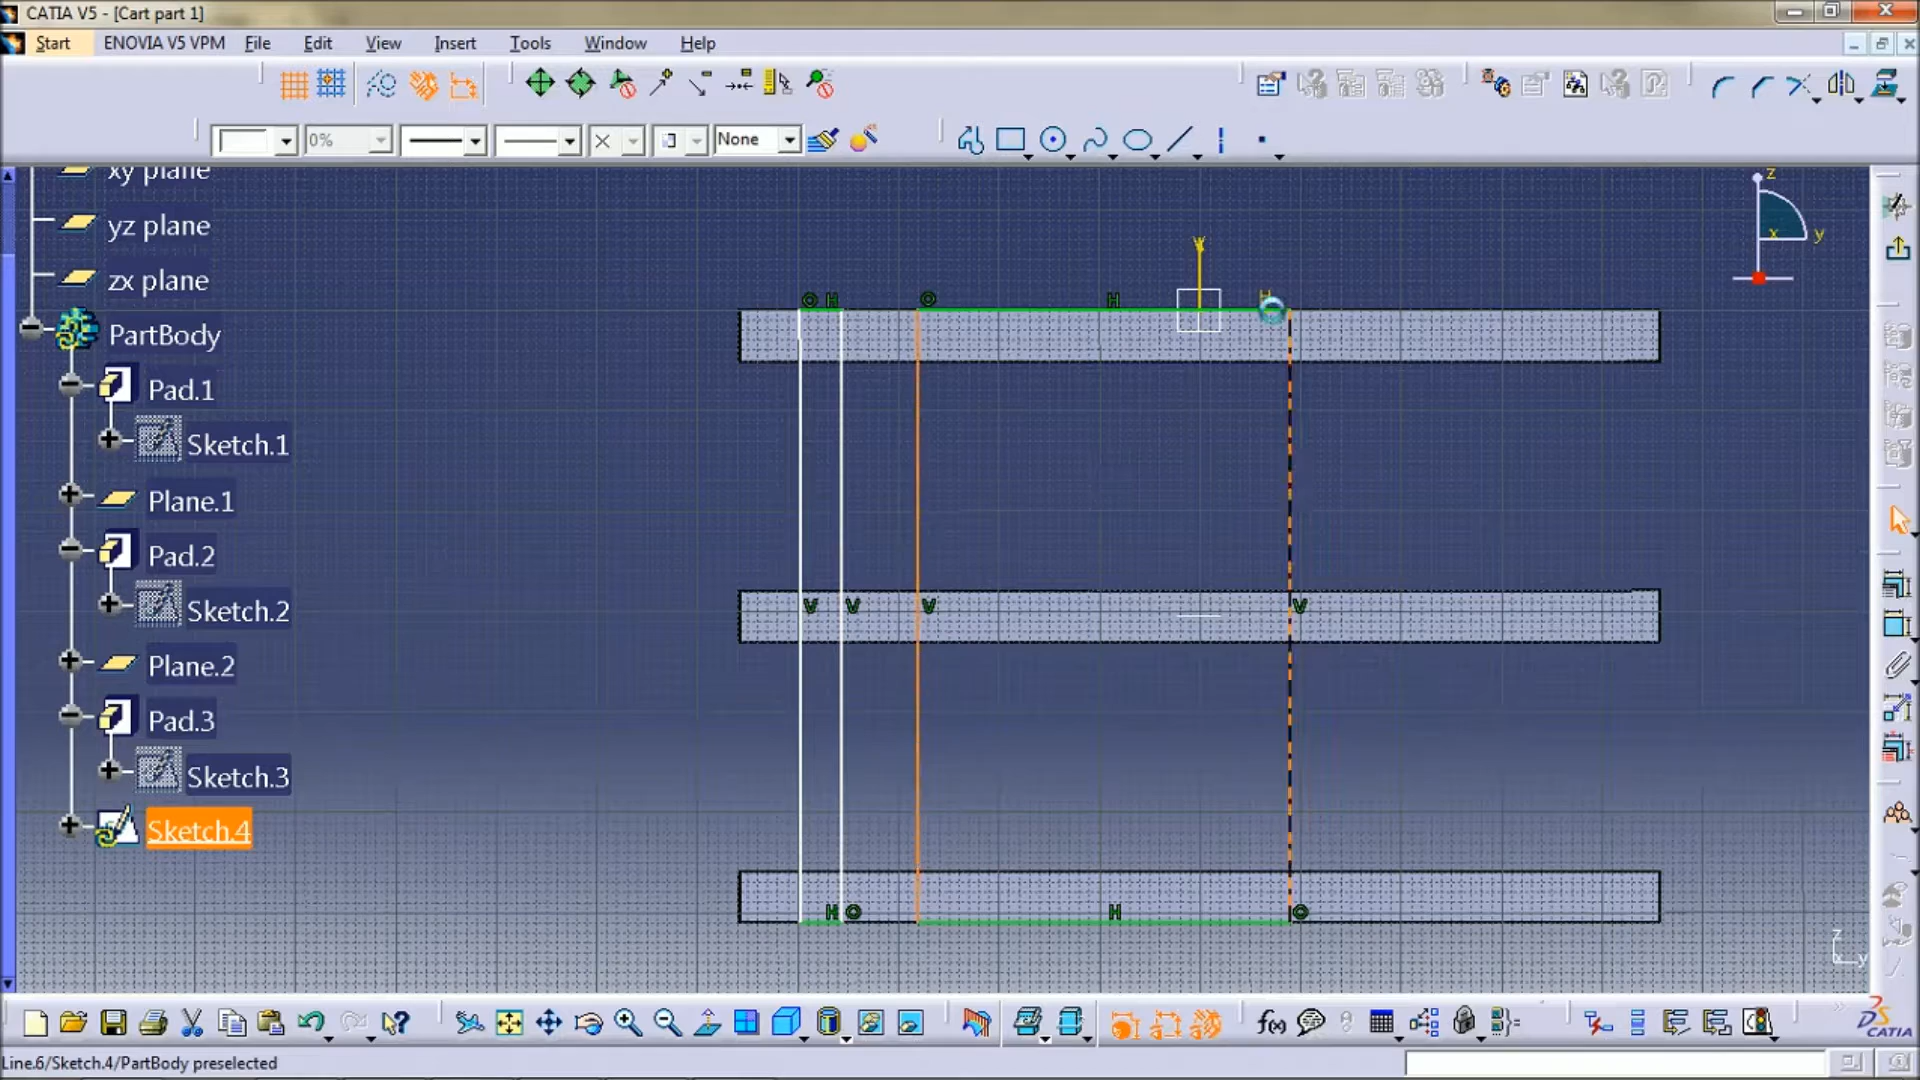 CATIA V5 - [Cart part 1]
Start ENOVIA V5 VPM File Edit View Insert Tools Window Help
0% None
xy plane
yz plane
zx plane
PartBody
Pad.1
Sketch.1
Plane.1
Pad.2
Sketch.2
Plane.2
Pad.3
Sketch.3
Sketch.4
z
x
y
H
H
V V V V
H
H
z
y
f(x)
CATIA
Line.6/Sketch.4/PartBody preselected